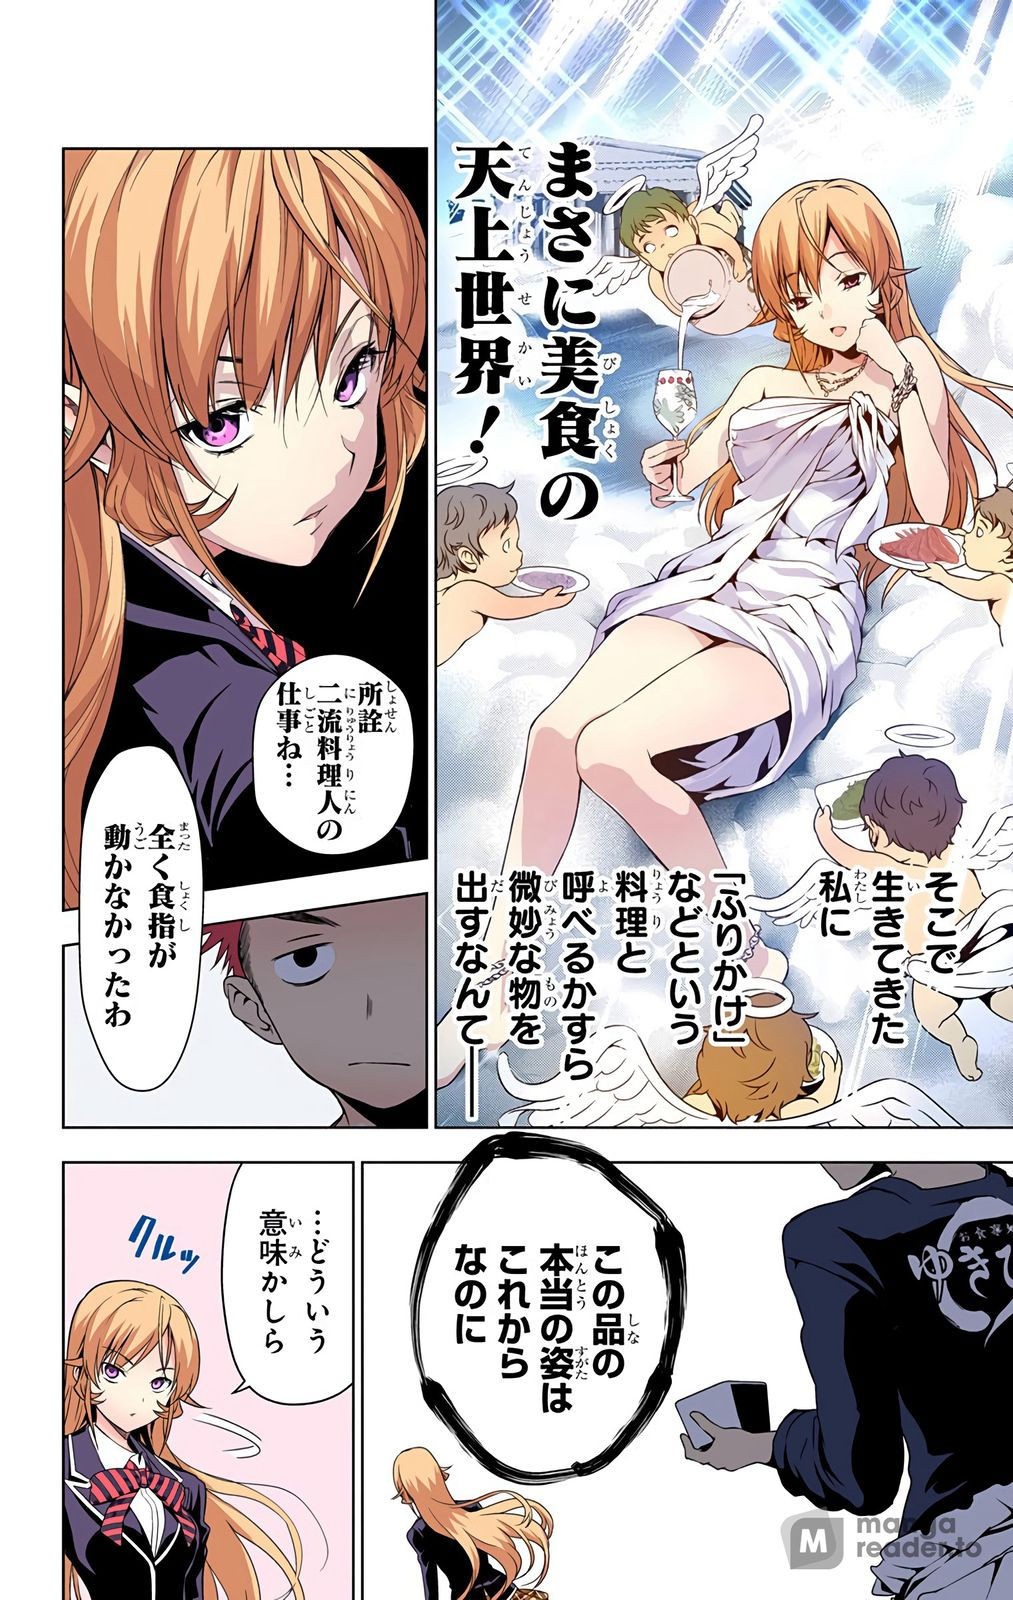 まさに美食の
天上世界！
そこで
生きてきた
私に
「ふりかけ」
などという
料理と
呼べるかすら
微妙な物を
出すなんて――
所詮
二流料理人の
仕事ね…
全く食指が
動かなかったわ
この品の
本当の姿は
これから
なのに
お食事処
ゆきひ
…どういう
意味かしら
クルッ
manga
readento